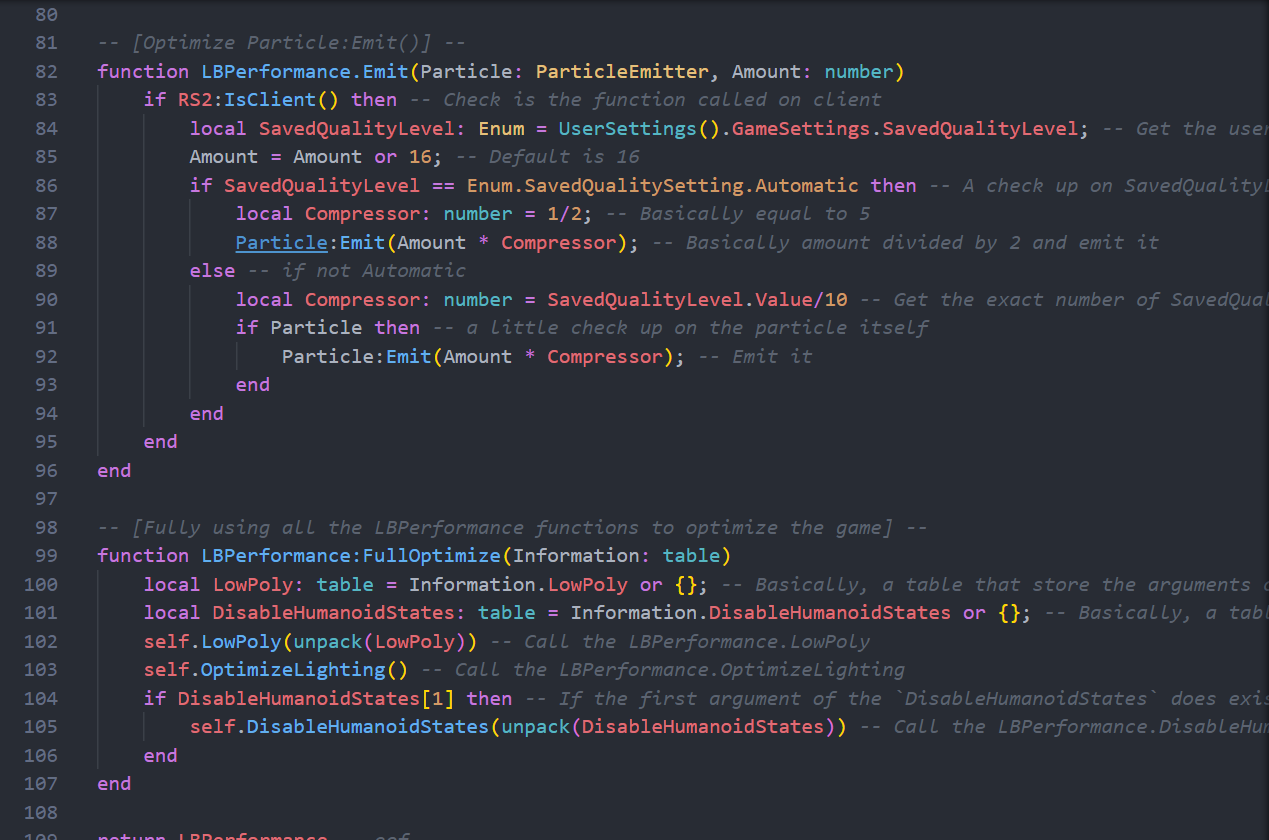 80
81 -- [Optimize Particle:Emit()] --
82 function LBPerformance.Emit(Particle: ParticleEmitter, Amount: number)
83 if RS2:IsClient() then -- Check is the function called on client
84 local SavedQualityLevel: Enum = UserSettings().GameSettings.SavedQualityLevel; -- Get the user
85 Amount = Amount or 16; -- Default is 16
86 if SavedQualityLevel == Enum.SavedQualitySetting.Automatic then -- A check up on SavedQualityL
87 local Compressor: number = 1/2; -- Basically equal to 5
88 Particle:Emit(Amount * Compressor); -- Basically amount divided by 2 and emit it
89 else -- if not Automatic
90 local Compressor: number = SavedQualityLevel.Value/10 -- Get the exact number of SavedQual
91 if Particle then -- a little check up on the particle itself
92 Particle:Emit(Amount * Compressor); -- Emit it
93 end
94 end
95 end
96 end
97
98 -- [Fully using all the LBPerformance functions to optimize the game] --
99 function LBPerformance:FullOptimize(Information: table)
100 local LowPoly: table = Information.LowPoly or {}; -- Basically, a table that store the arguments
101 local DisableHumanoidStates: table = Information.DisableHumanoidStates or {}; -- Basically, a tabl
102 self.LowPoly(unpack(LowPoly)) -- Call the LBPerformance.LowPoly
103 self.OptimizeLighting() -- Call the LBPerformance.OptimizeLighting
104 if DisableHumanoidStates[1] then -- If the first argument of the `DisableHumanoidStates` does exis
105 self.DisableHumanoidStates(unpack(DisableHumanoidStates)) -- Call the LBPerformance.DisableHum
106 end
107 end
108
109 return LBPerformance -- eof